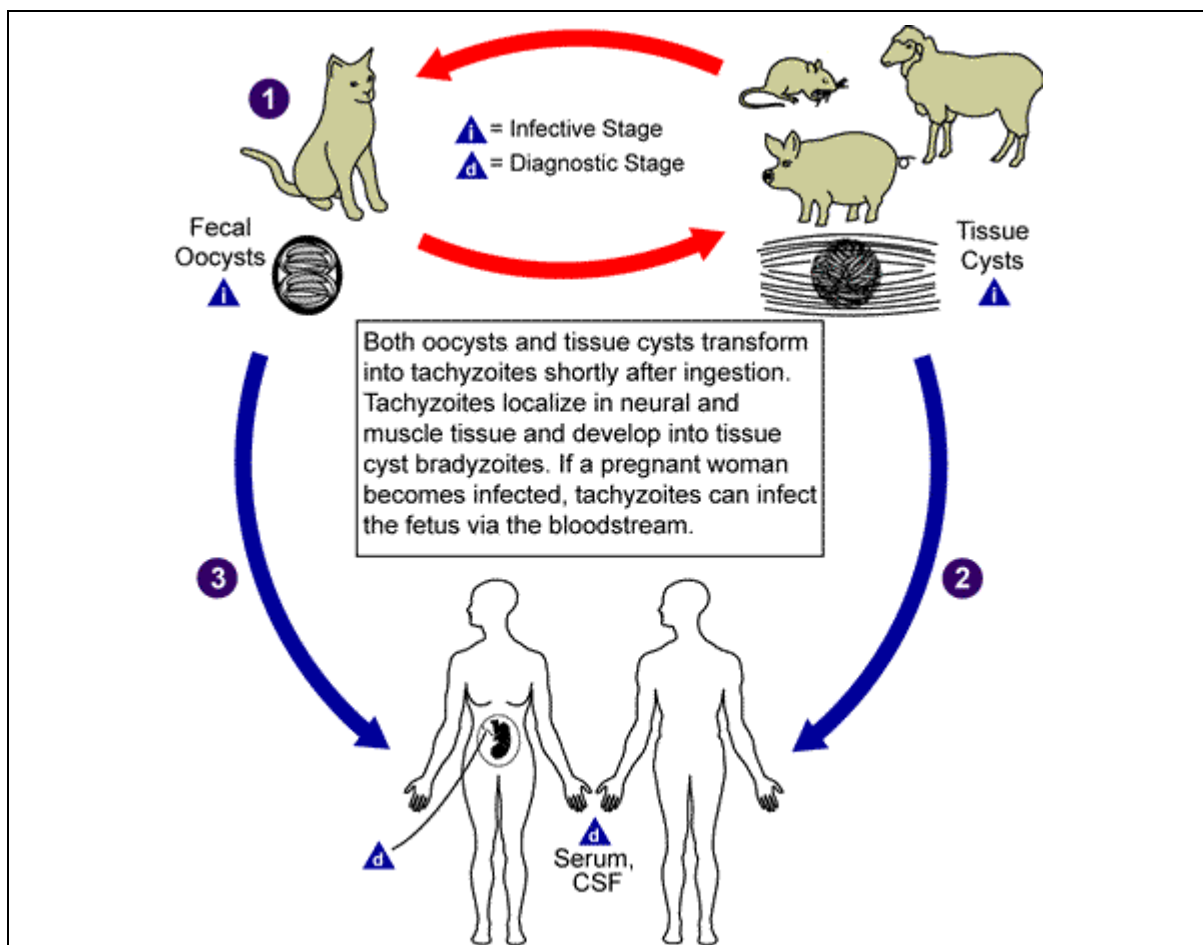 1
i = Infective Stage
d = Diagnostic Stage
Fecal
Oocysts
i
Tissue
Cysts
i
Both oocysts and tissue cysts transform
into tachyzoites shortly after ingestion.
Tachyzoites localize in neural and
muscle tissue and develop into tissue
cyst bradyzoites. If a pregnant woman
becomes infected, tachyzoites can infect
the fetus via the bloodstream.
3
2
d
d
Serum,
CSF